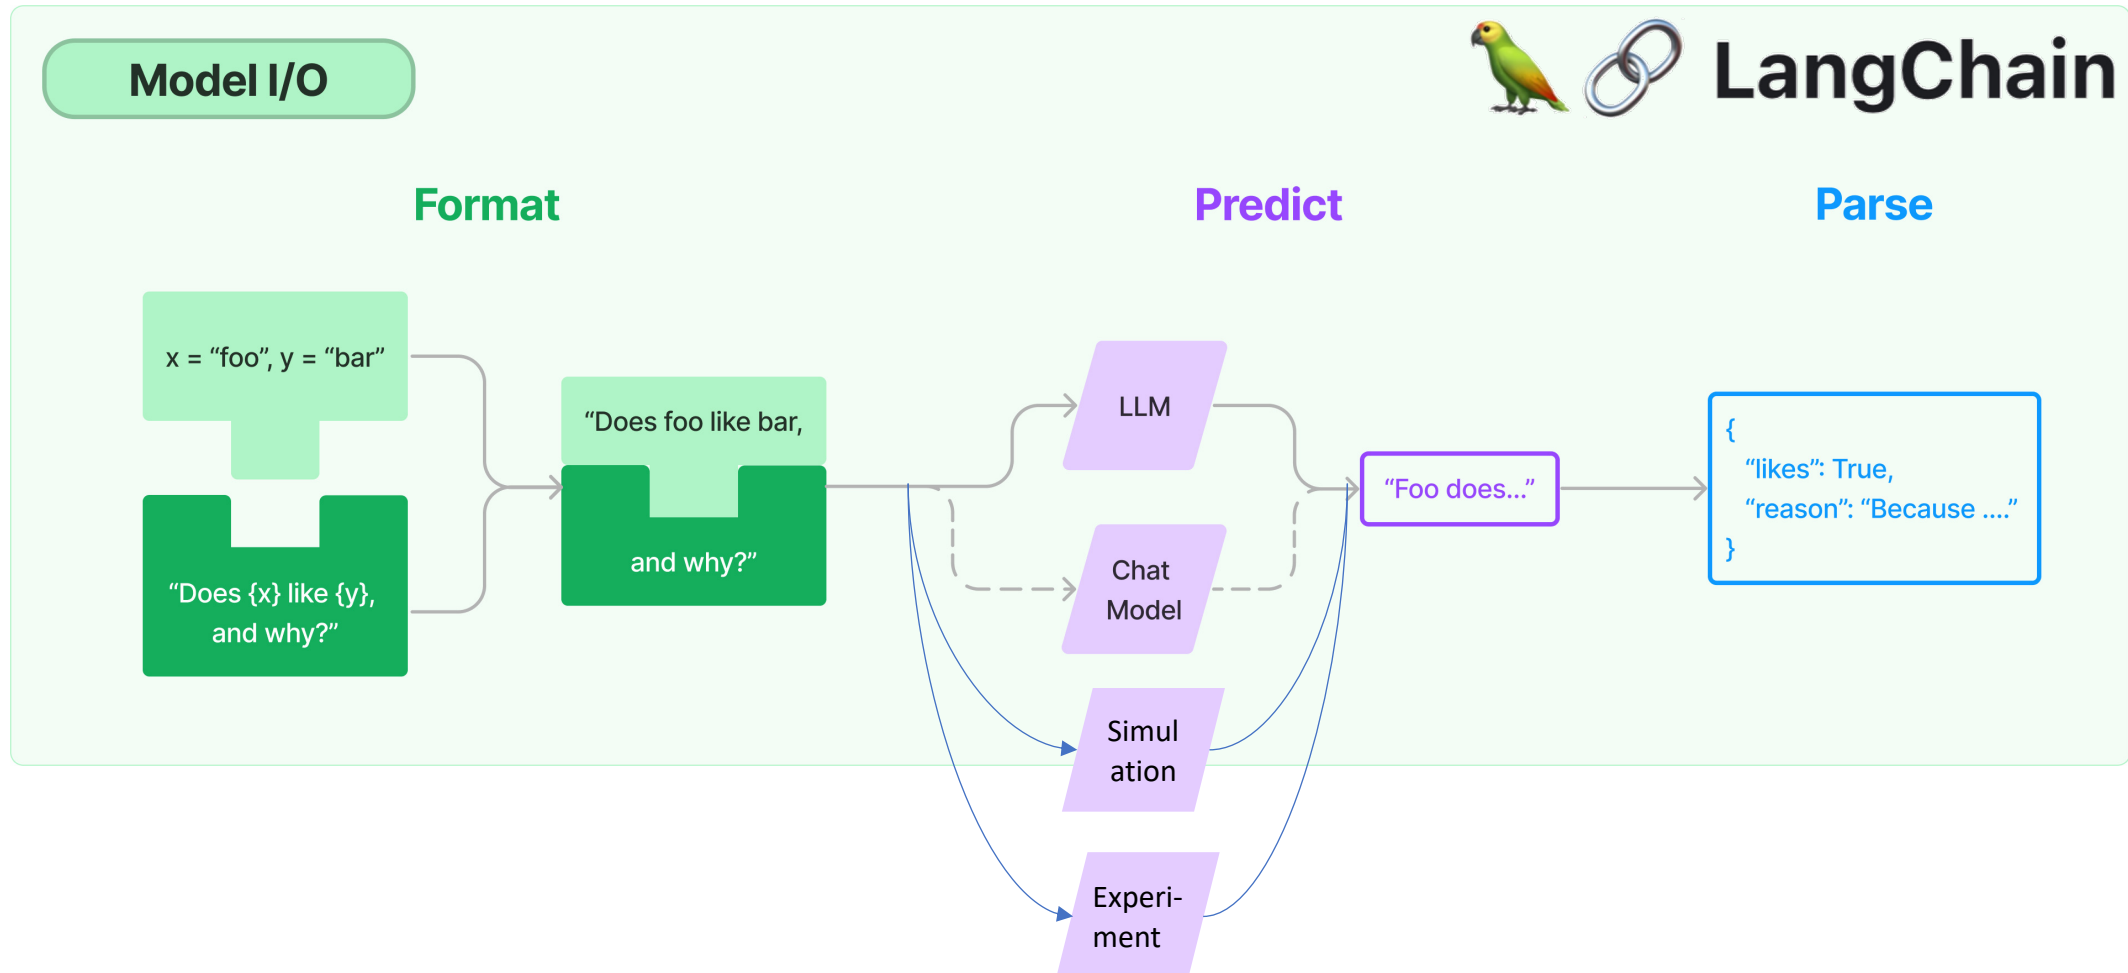 Model I/O
LangChain
Format
Predict
Parse
x = “foo”, y = “bar”
“Does {x} like {y},
and why?”
“Does foo like bar,
and why?”
LLM
Chat
Model
Simul
ation
Experi-
ment
“Foo does...”
{
“likes”: True,
“reason”: “Because ....”
}